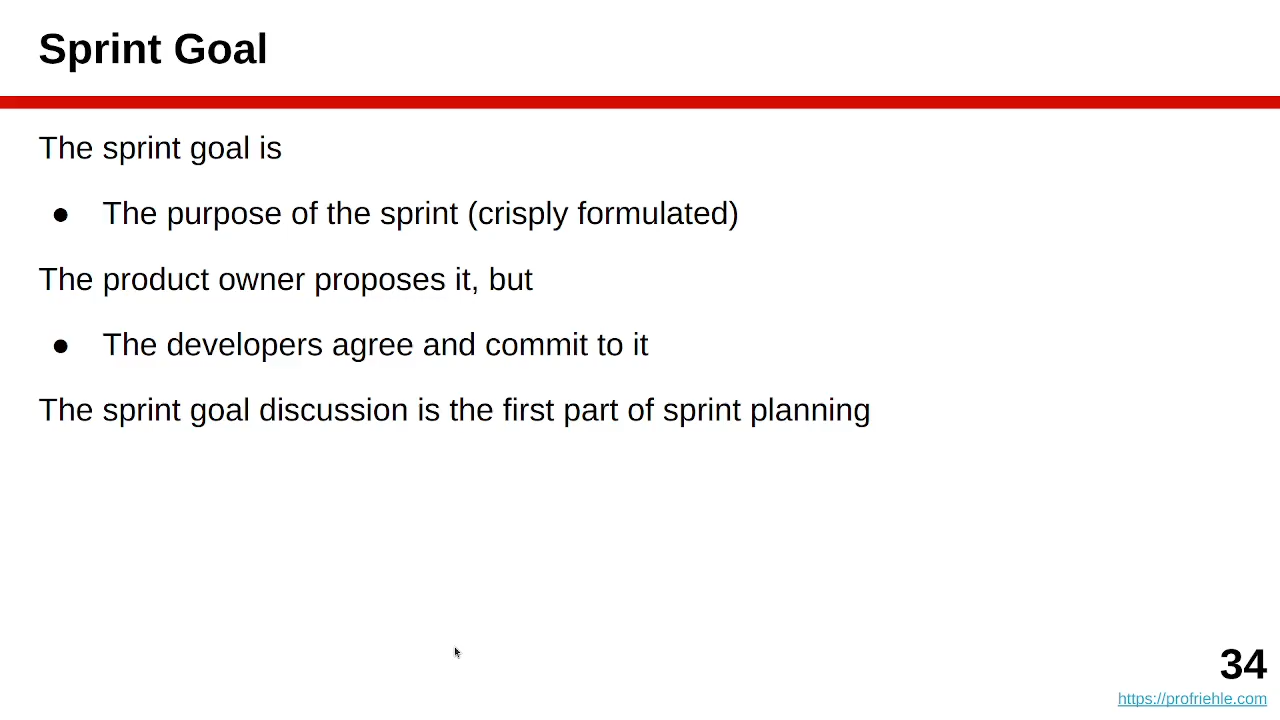 Sprint Goal
The sprint goal is
● The purpose of the sprint (crisply formulated)
The product owner proposes it, but
● The developers agree and commit to it
The sprint goal discussion is the first part of sprint planning
34
https://profriehle.com